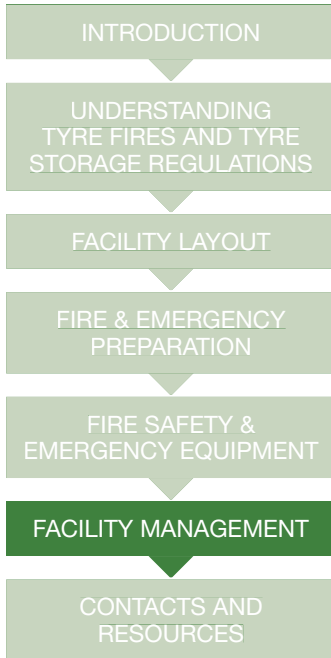 INTRODUCTION
UNDERSTANDING
TYRE FIRES AND TYRE
STORAGE REGULATIONS
FACILITY LAYOUT
FIRE & EMERGENCY
PREPARATION
FIRE SAFETY &
EMERGENCY EQUIPMENT
FACILITY MANAGEMENT
CONTACTS AND
RESOURCES